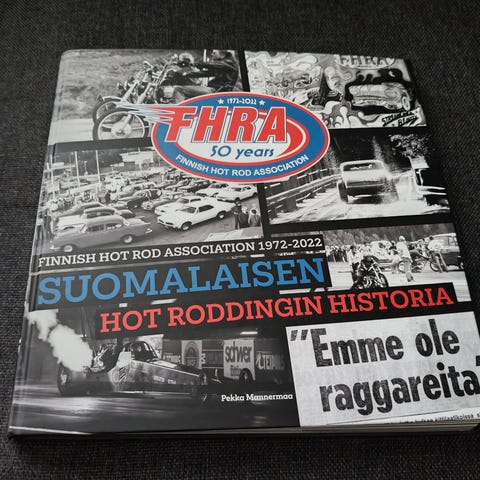 FHRA
★ 1972-2022 ★
FHRA
50 years
FINNISH HOT ROD ASSOCIATION
FINNISH HOT ROD ASSOCIATION 1972-2022
SUOMALAISEN
HOT RODDINGIN HISTORIA
"Emme ole
raggareita
Pekka Mannermaa